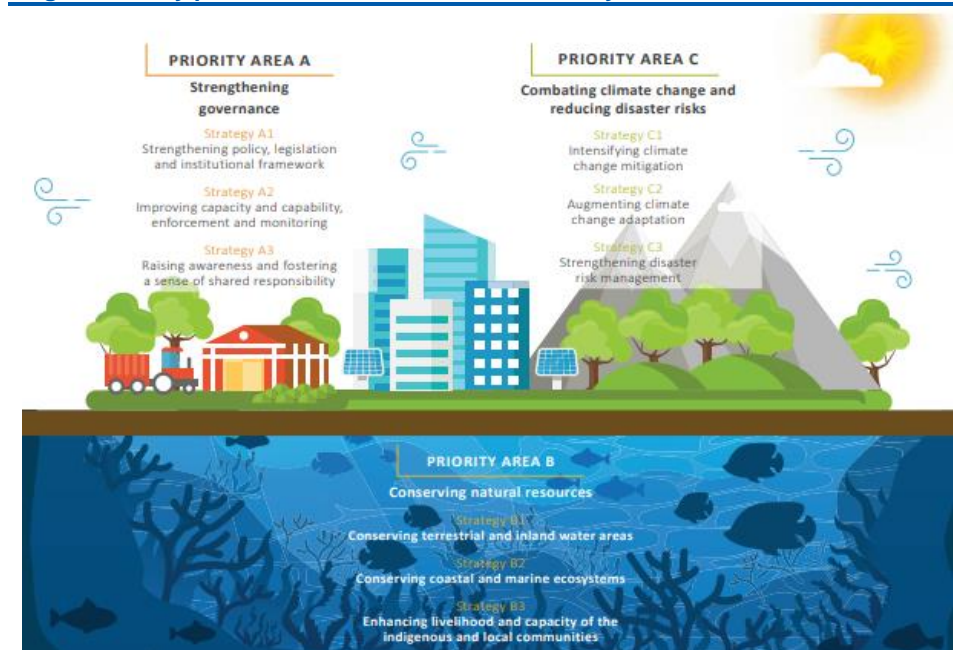 PRIORITY AREA A
Strengthening
governance
Strategy A1
Strengthening policy, legislation
and institutional framework
Strategy A2
Improving capacity and capability,
enforcement and monitoring
Strategy A3
Raising awareness and fostering
a sense of shared responsibility
PRIORITY AREA C
Combating climate change and
reducing disaster risks
Strategy C1
Intensifying climate
change mitigation
Strategy C2
Augmenting climate
change adaptation
Strategy C3
Strengthening disaster
risk management
PRIORITY AREA B
Conserving natural resources
Strategy B1
Conserving terrestrial and inland water areas
Strategy B2
Conserving coastal and marine ecosystems
Strategy B3
Enhancing livelihood and capacity of the
indigenous and local communities